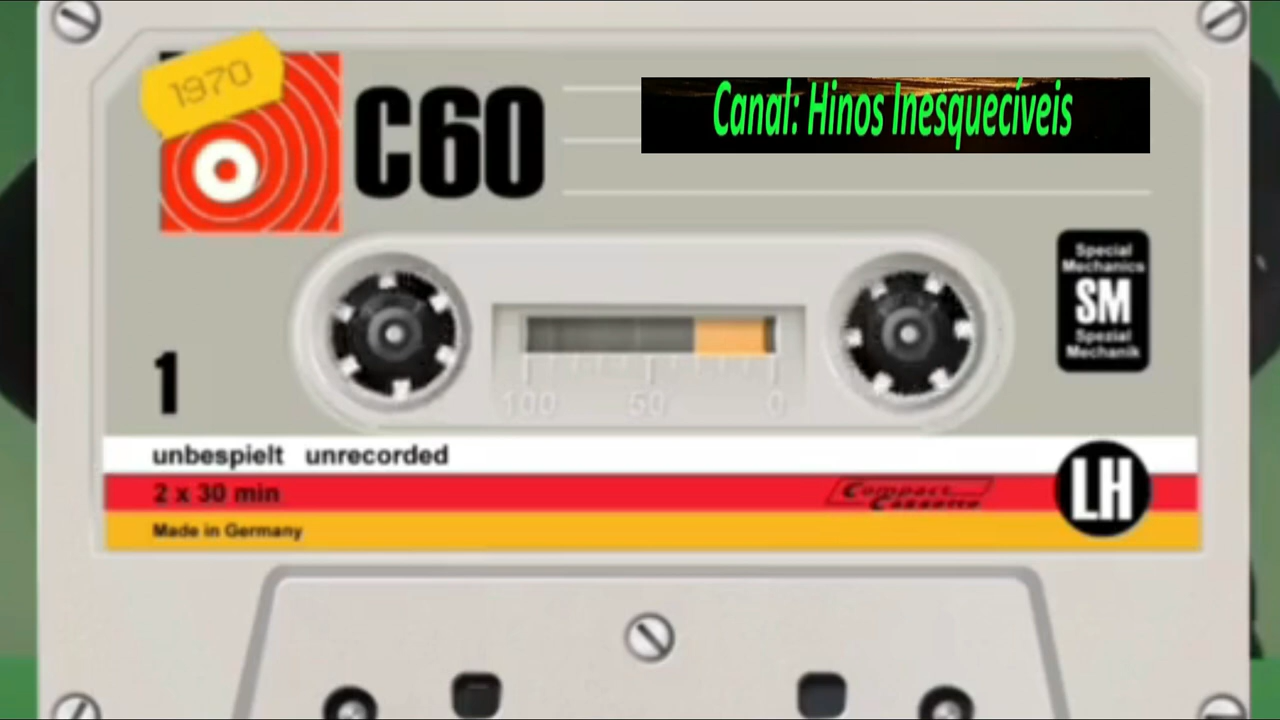 1970
C60
Canal: Hinos Inesquecíveis
Special
Mechanics
SM
Spezial
Mechanik
1
100 50 0
unbespielt unrecorded
2 x 30 min
Compact
Cassette
LH
Made in Germany